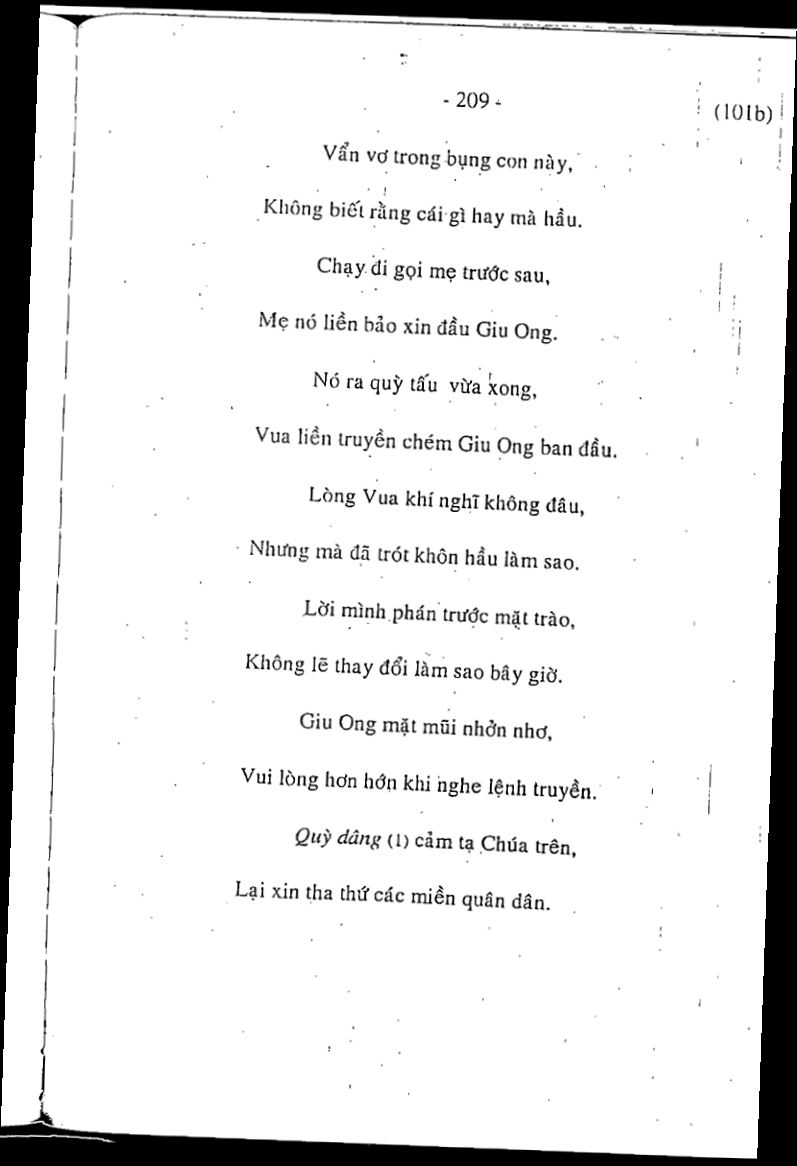 - 209 -
(101b)
Vẩn vơ trong bụng con này,
Không biết rằng cái gì hay mà hầu.
Chạy đi gọi mẹ trước sau,
Mẹ nó liền bảo xin đầu Giu Ong.
Nó ra quỳ tấu vừa xong,
Vua liền truyền chém Giu Ong ban đầu.
Lòng Vua khí nghĩ không đâu,
Nhưng mà đã trót khôn hầu làm sao.
Lời mình phán trước mặt trào,
Không lẽ thay đổi làm sao bây giờ.
Giu Ong mặt mũi nhởn nhơ,
Vui lòng hơn hớn khi nghe lệnh truyền.
Quỳ dâng (1) cảm tạ Chúa trên,
Lại xin tha thứ các miền quân dân.